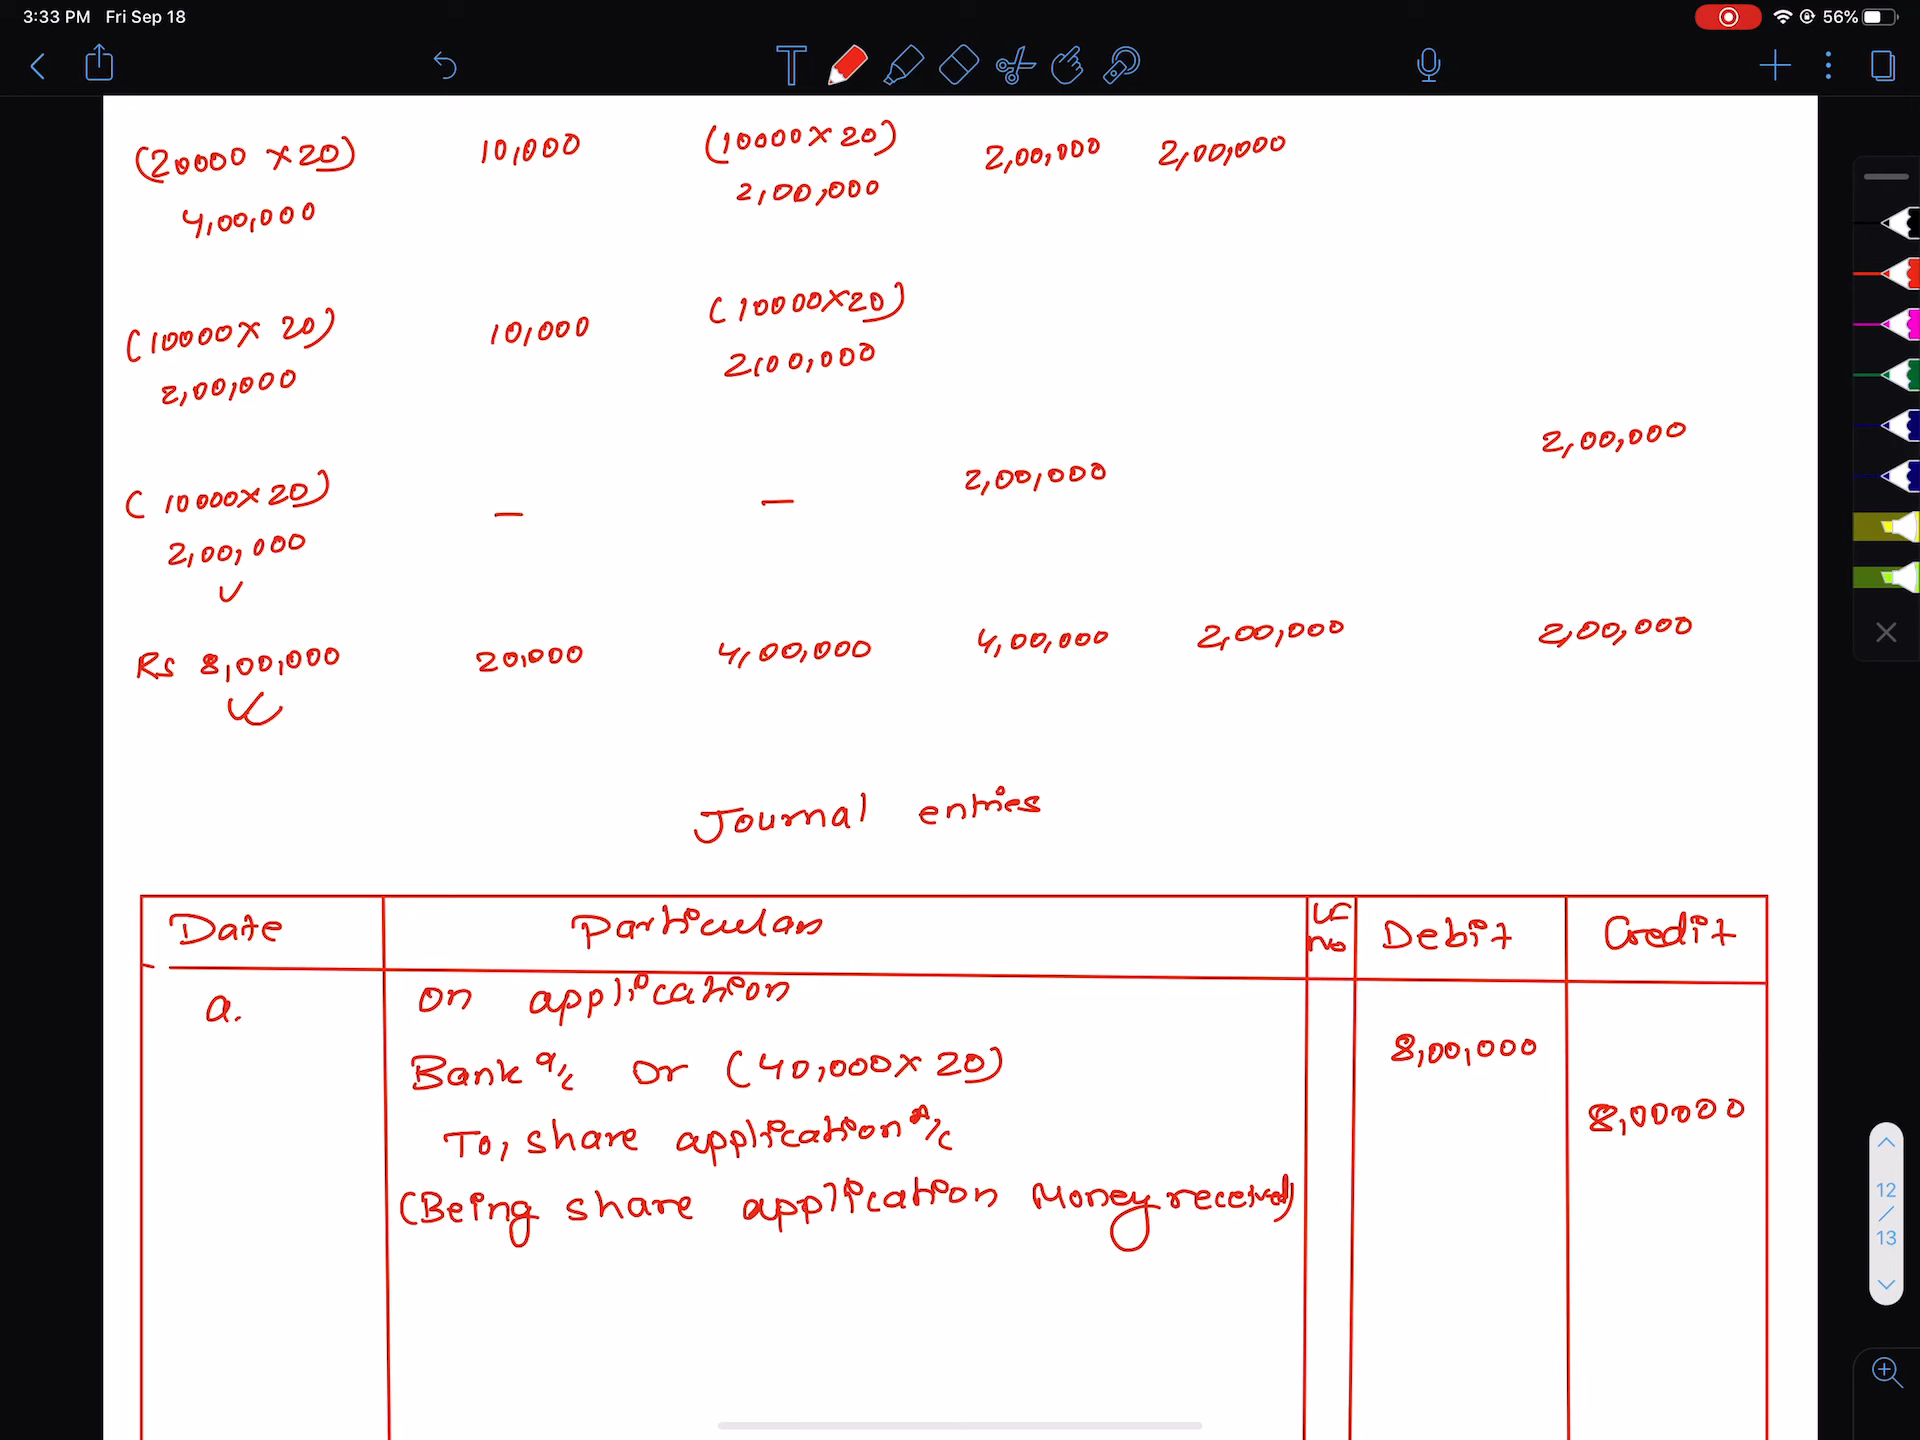 3:33 PM Fri Sep 18 56%
(20000 x 20) 10,000 (10000 x 20) 2,00,000 2,00,000
4,00,000 2,00,000
(10000 x 20) 10,000 (10000 x 20)
2,00,000 2,00,000
2,00,000
(10000 x 20) — — 2,00,000
2,00,000
Rs 8,00,000 20,000 4,00,000 4,00,000 2,00,000 2,00,000
Journal entries
Date Particulars LF no Debit Credit
a. on application
Bank a/c Dr (40,000 x 20) 8,00,000
To, share application a/c 8,00000
(Being share application Money received)
12
/
13